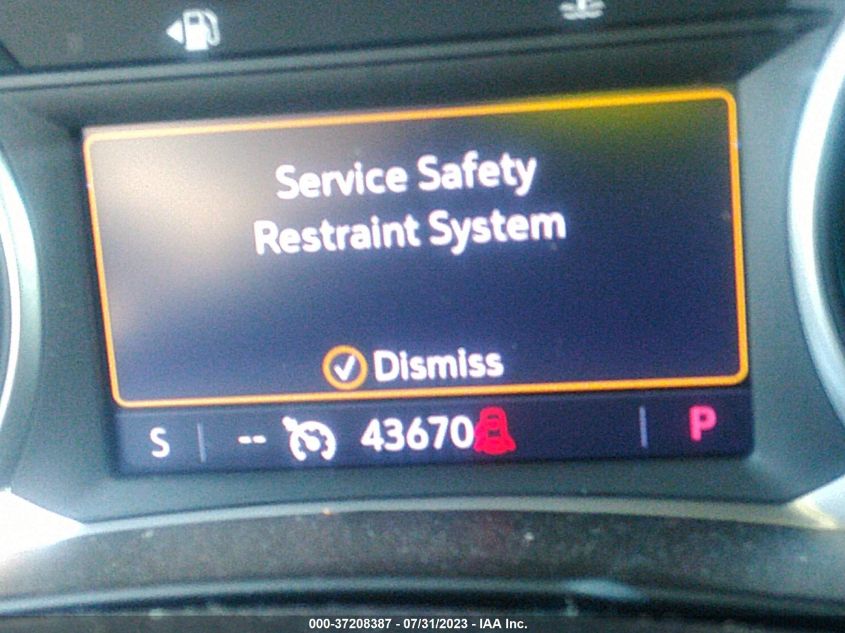 Service Safety
Restraint System
Dismiss
S -- 43670 P
000-37208387 - 07/31/2023 - IAA Inc.